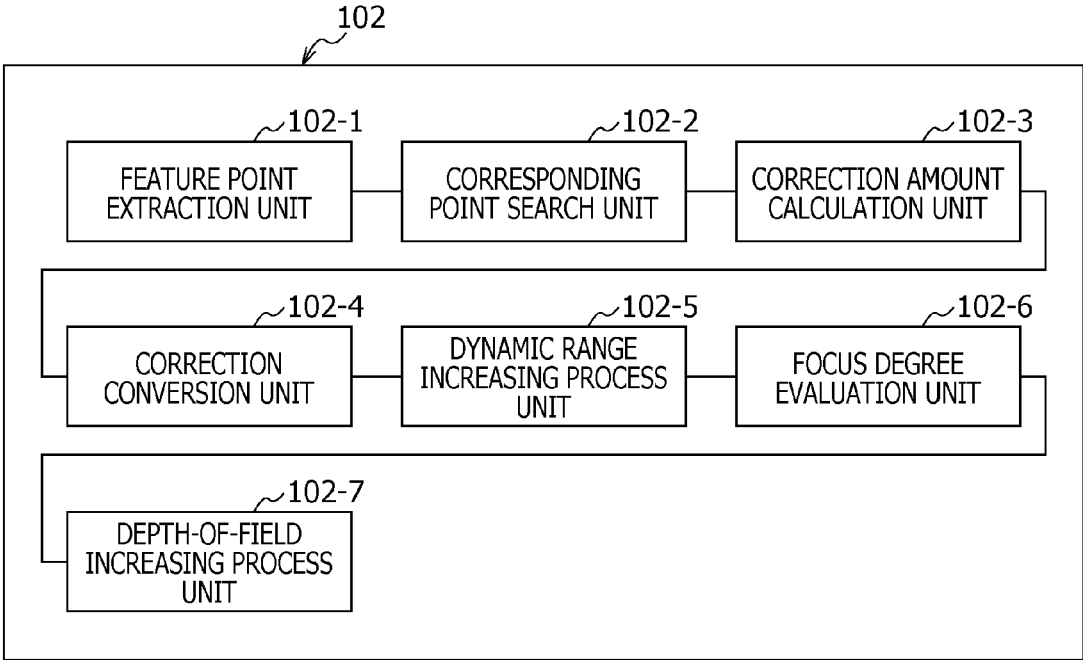 102
102-1
FEATURE POINT
EXTRACTION UNIT
102-2
CORRESPONDING
POINT SEARCH UNIT
102-3
CORRECTION AMOUNT
CALCULATION UNIT
102-4
CORRECTION
CONVERSION UNIT
102-5
DYNAMIC RANGE
INCREASING PROCESS
UNIT
102-6
FOCUS DEGREE
EVALUATION UNIT
102-7
DEPTH-OF-FIELD
INCREASING PROCESS
UNIT